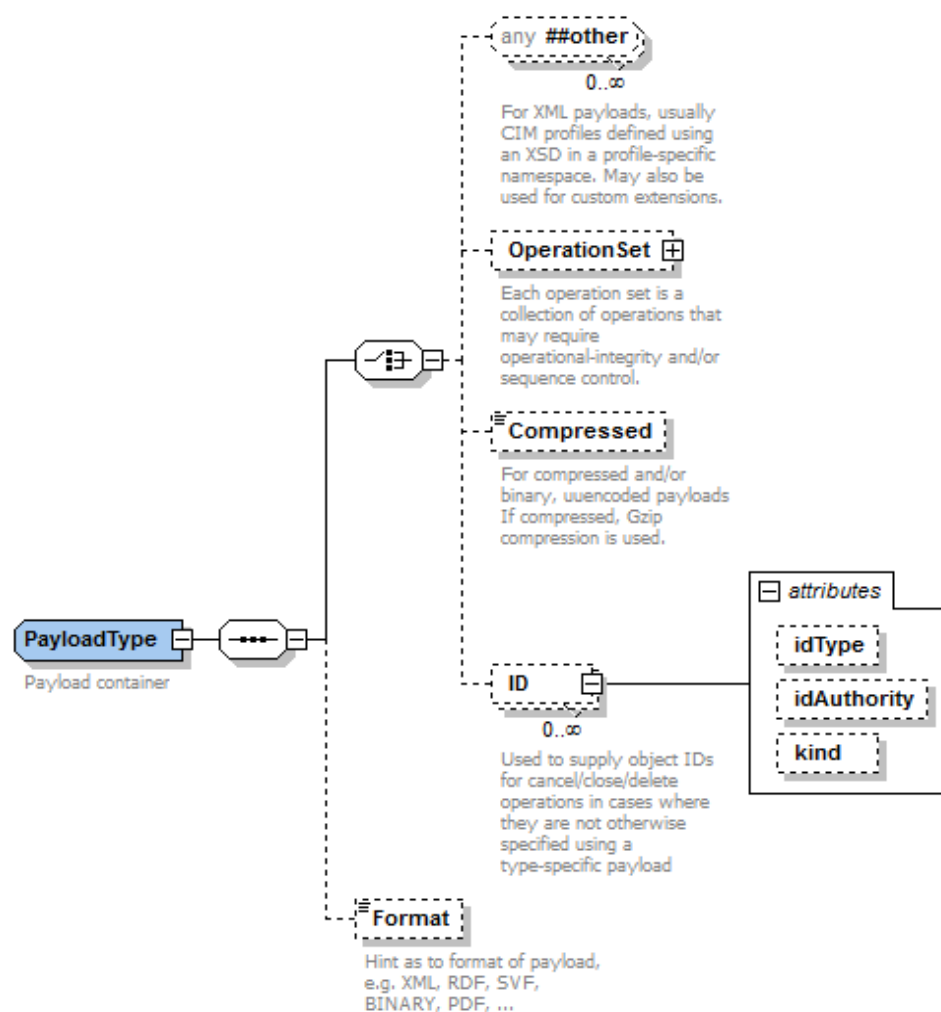 any ##other
0..∞
For XML payloads, usually
CIM profiles defined using
an XSD in a profile-specific
namespace. May also be
used for custom extensions.
OperationSet
Each operation set is a
collection of operations that
may require
operational-integrity and/or
sequence control.
Compressed
For compressed and/or
binary, uuencoded payloads
If compressed, Gzip
compression is used.
attributes
PayloadType
Payload container
idType
ID
idAuthority
0..∞
kind
Used to supply object IDs
for cancel/close/delete
operations in cases where
they are not otherwise
specified using a
type-specific payload
Format
Hint as to format of payload,
e.g. XML, RDF, SVF,
BINARY, PDF, ...